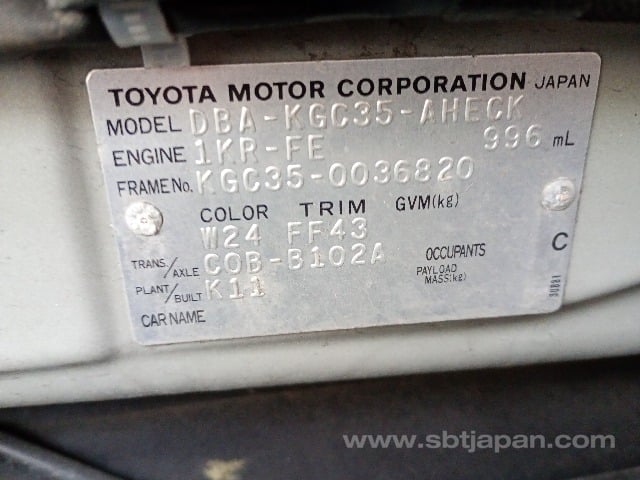 TOYOTA MOTOR CORPORATION JAPAN
MODEL DBA-KGC35-AHECK
ENGINE 1KR-FE 996 mL
FRAME No. KGC35-0036820
COLOR TRIM GVM(kg)
W24 FF43
TRANS./AXLE C0B-B102A OCCUPANTS C
PLANT/BUILT K11 PAYLOAD MASS(kg)
CAR NAME
www.sbtjapan.com